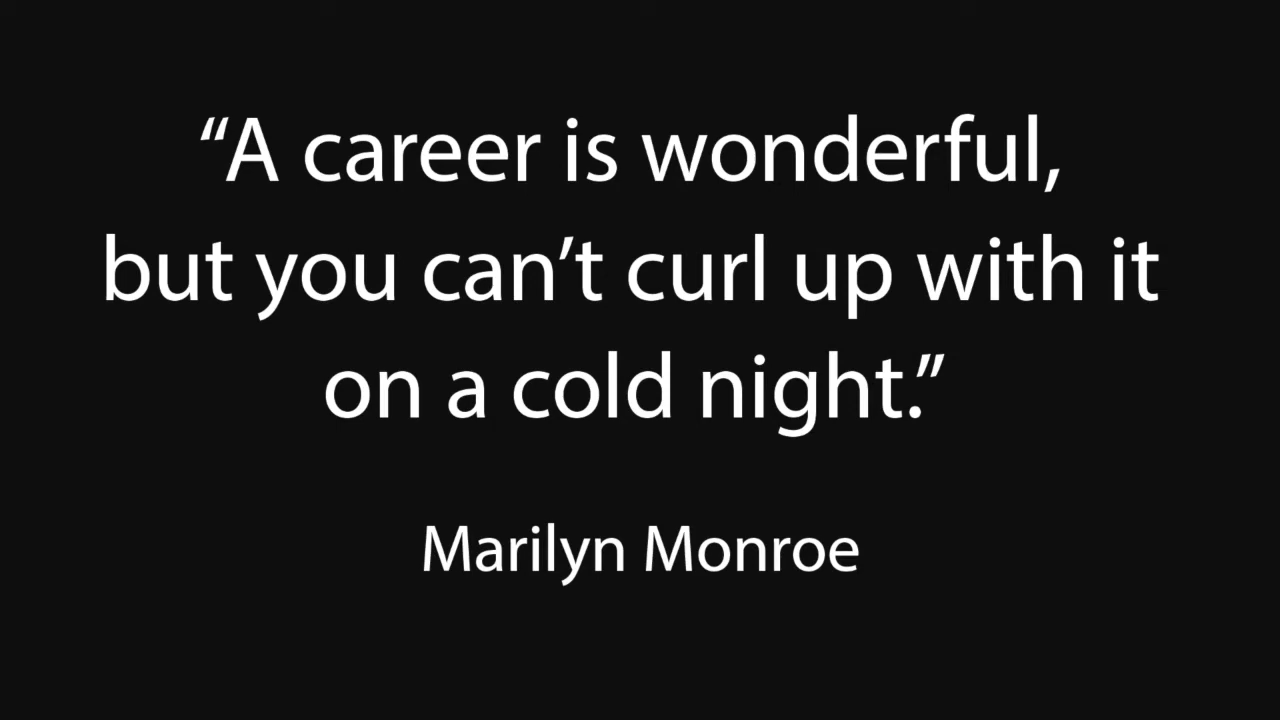 “A career is wonderful,
but you can’t curl up with it
on a cold night.”
Marilyn Monroe